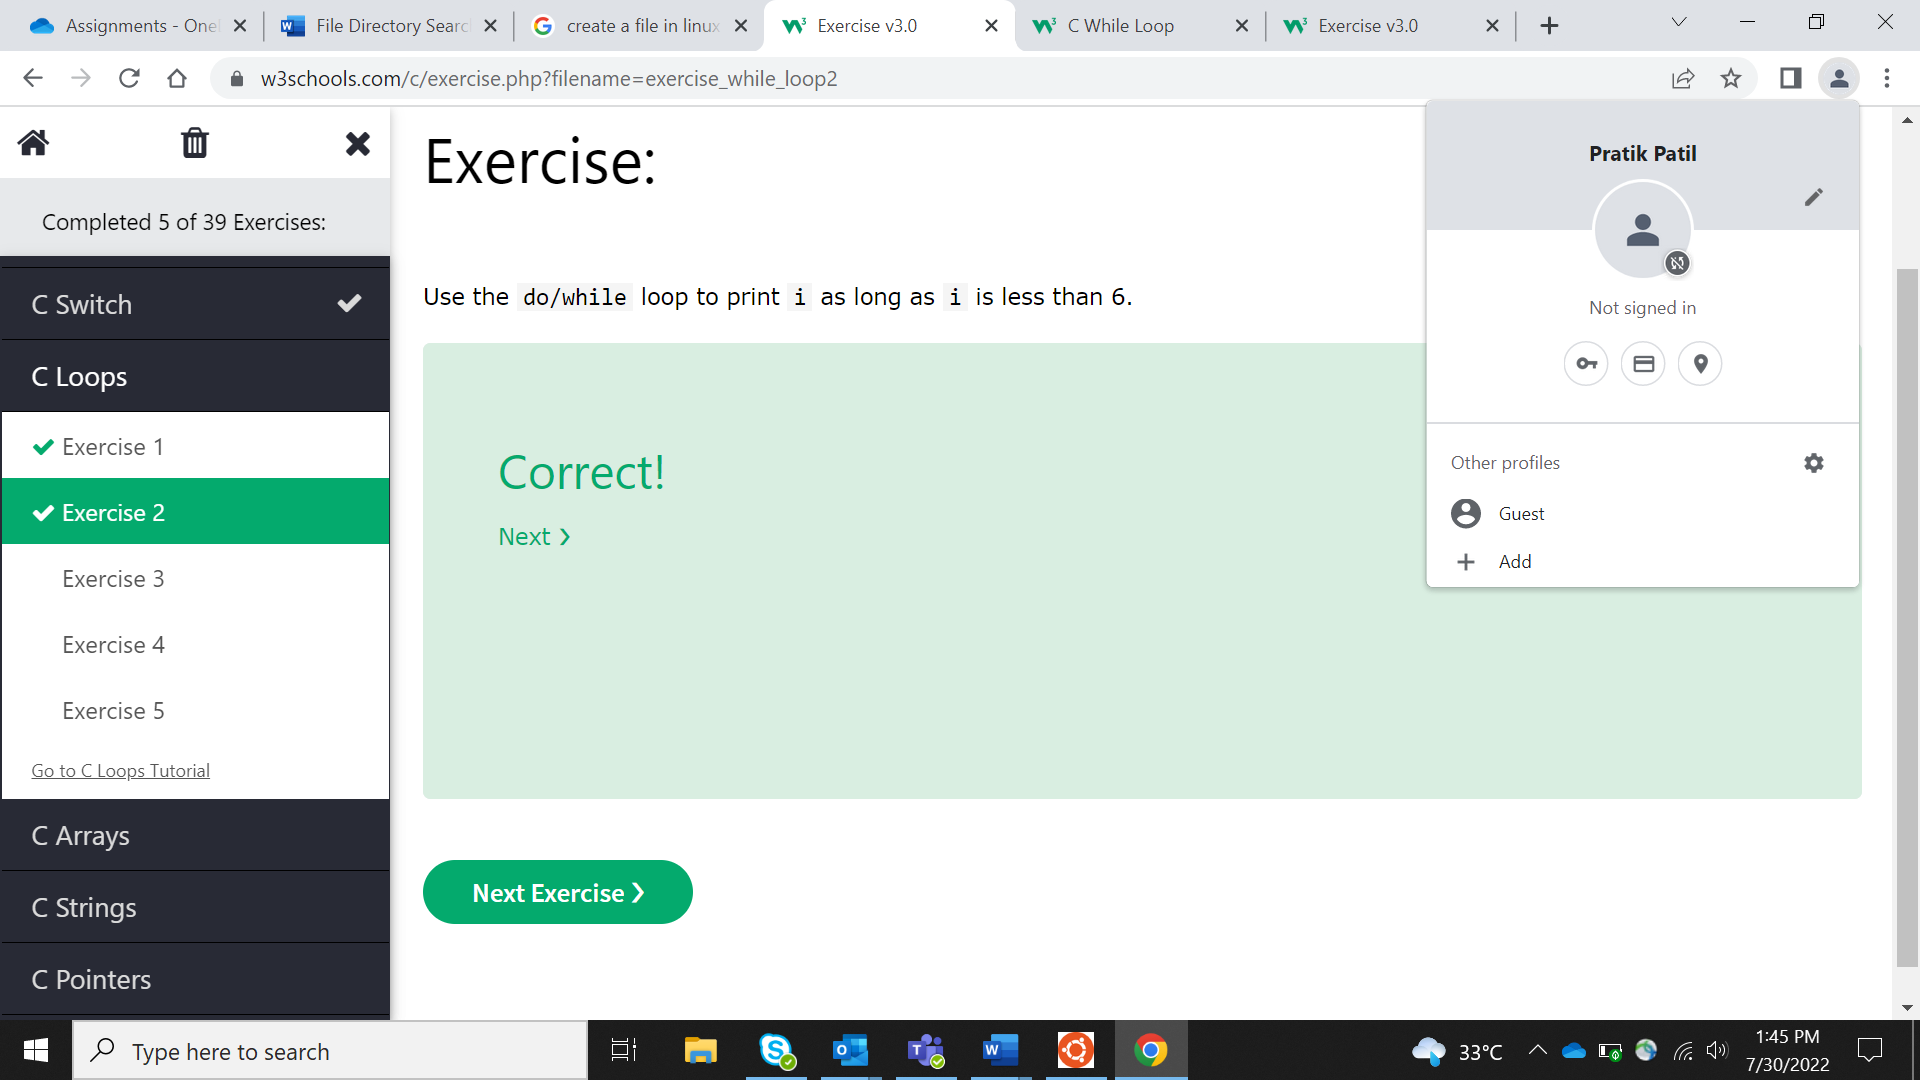 Assignments - One
File Directory Searc
create a file in linux
Exercise v3.0
C While Loop
Exercise v3.0
w3schools.com/c/exercise.php?filename=exercise_while_loop2
Completed 5 of 39 Exercises:
C Switch
C Loops
Exercise 1
Exercise 2
Exercise 3
Exercise 4
Exercise 5
Go to C Loops Tutorial
C Arrays
C Strings
C Pointers
Exercise:
Use the do/while loop to print i as long as i is less than 6.
Correct!
Next ❯
Next Exercise ❯
Pratik Patil
Not signed in
Other profiles
Guest
Add
Type here to search
33°C
1:45 PM
7/30/2022